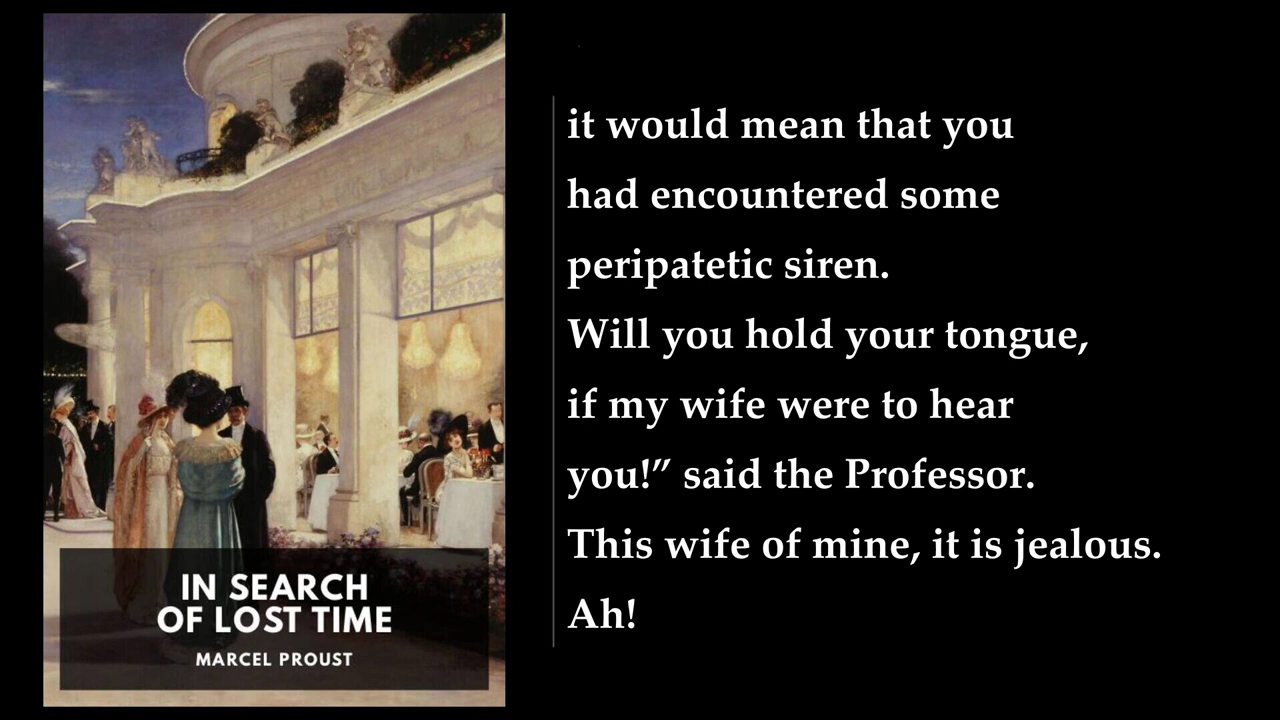 IN SEARCH
OF LOST TIME
MARCEL PROUST
it would mean that you
had encountered some
peripatetic siren.
Will you hold your tongue,
if my wife were to hear
you!” said the Professor.
This wife of mine, it is jealous.
Ah!